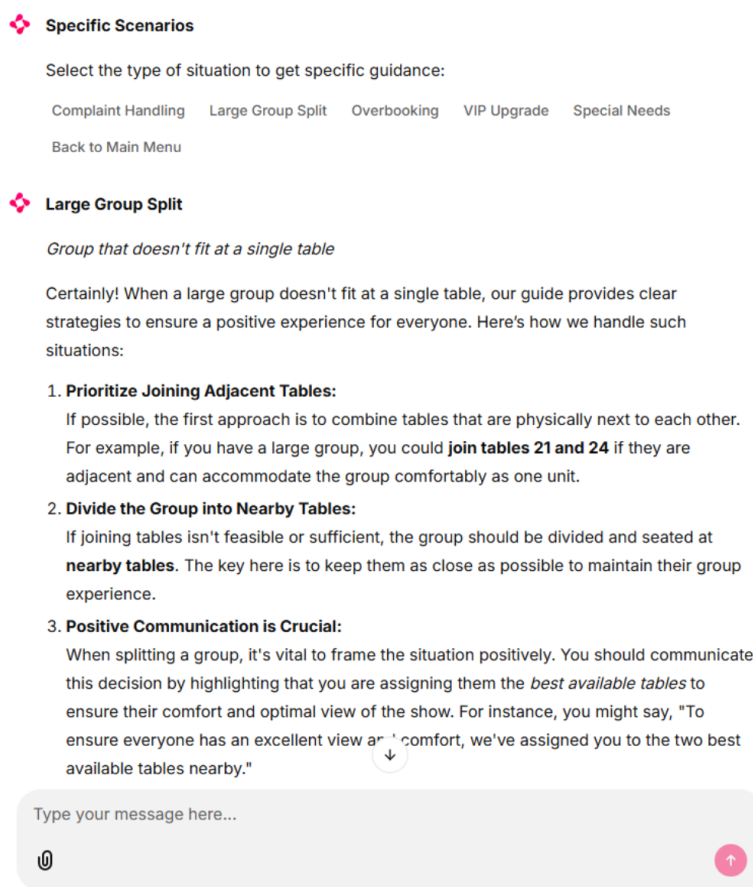 Specific Scenarios
Select the type of situation to get specific guidance:
Complaint Handling Large Group Split Overbooking VIP Upgrade Special Needs
Back to Main Menu
Large Group Split
Group that doesn't fit at a single table
Certainly! When a large group doesn't fit at a single table, our guide provides clear
strategies to ensure a positive experience for everyone. Here's how we handle such
situations:
1. Prioritize Joining Adjacent Tables:
If possible, the first approach is to combine tables that are physically next to each other.
For example, if you have a large group, you could join tables 21 and 24 if they are
adjacent and can accommodate the group comfortably as one unit.
2. Divide the Group into Nearby Tables:
If joining tables isn't feasible or sufficient, the group should be divided and seated at
nearby tables. The key here is to keep them as close as possible to maintain their group
experience.
3. Positive Communication is Crucial:
When splitting a group, it's vital to frame the situation positively. You should communicate
this decision by highlighting that you are assigning them the best available tables to
ensure their comfort and optimal view of the show. For instance, you might say, "To
ensure everyone has an excellent view and comfort, we've assigned you to the two best
available tables nearby."
Type your message here...